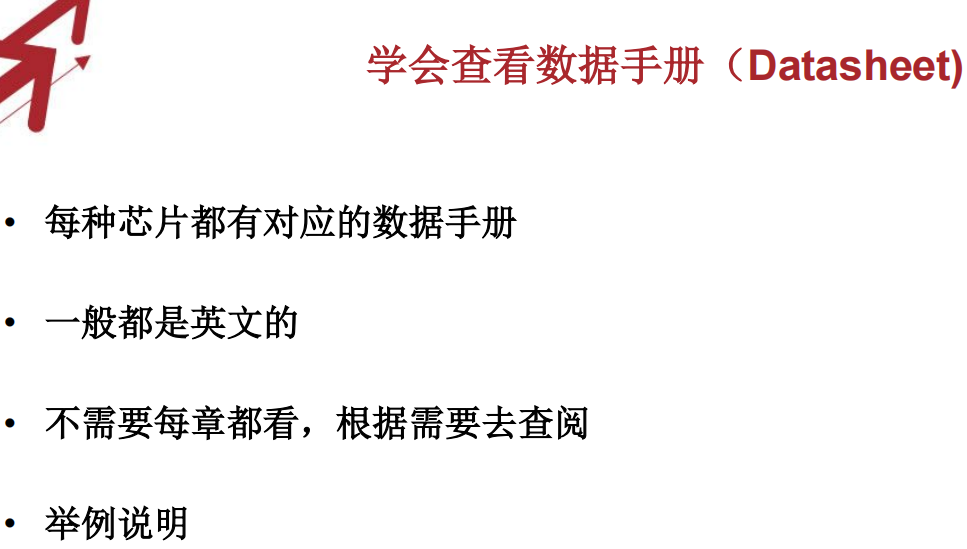 学会查看数据手册（Datasheet)
• 每种芯片都有对应的数据手册
• 一般都是英文的
• 不需要每章都看，根据需要去查阅
• 举例说明